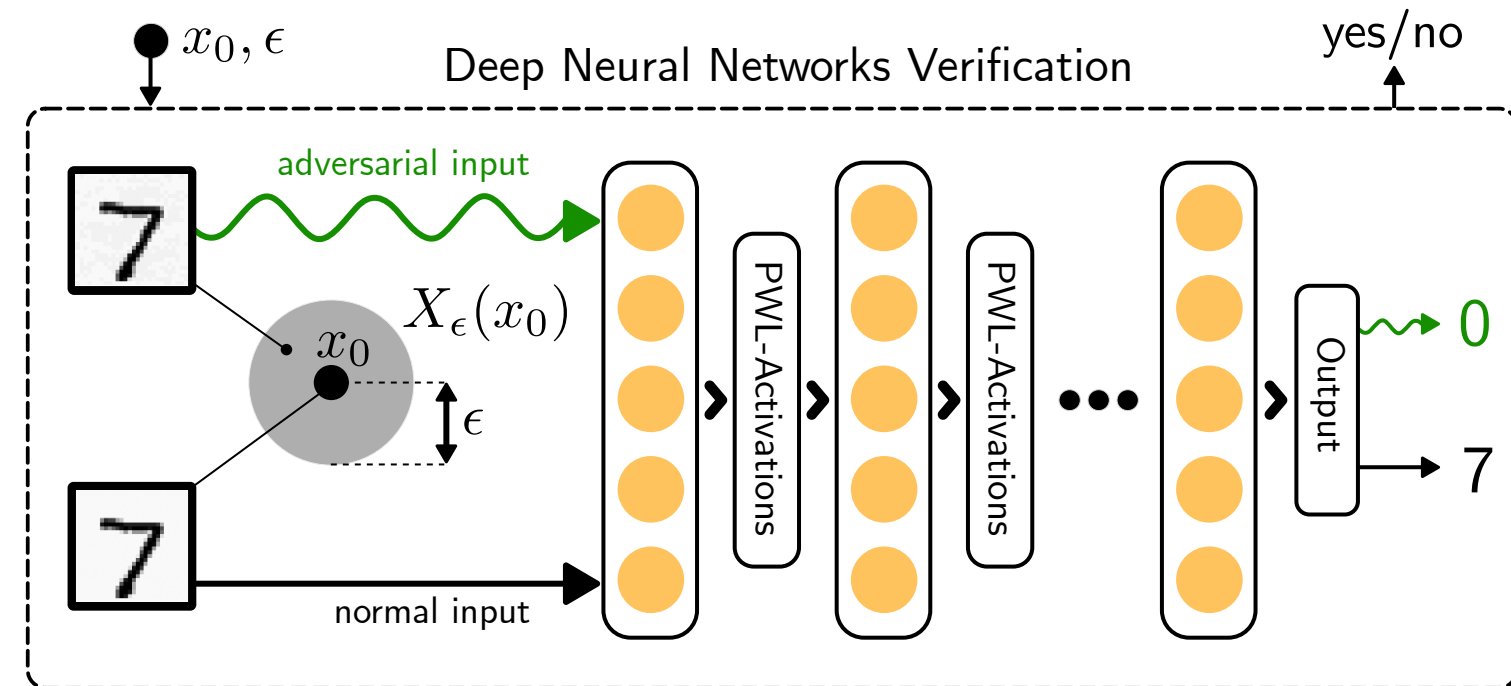 x₀, ϵ
Deep Neural Networks Verification
yes/no
adversarial input
7
X_ϵ(x₀)
x₀
ϵ
7
normal input
PWL-Activations
PWL-Activations
Output
0
7